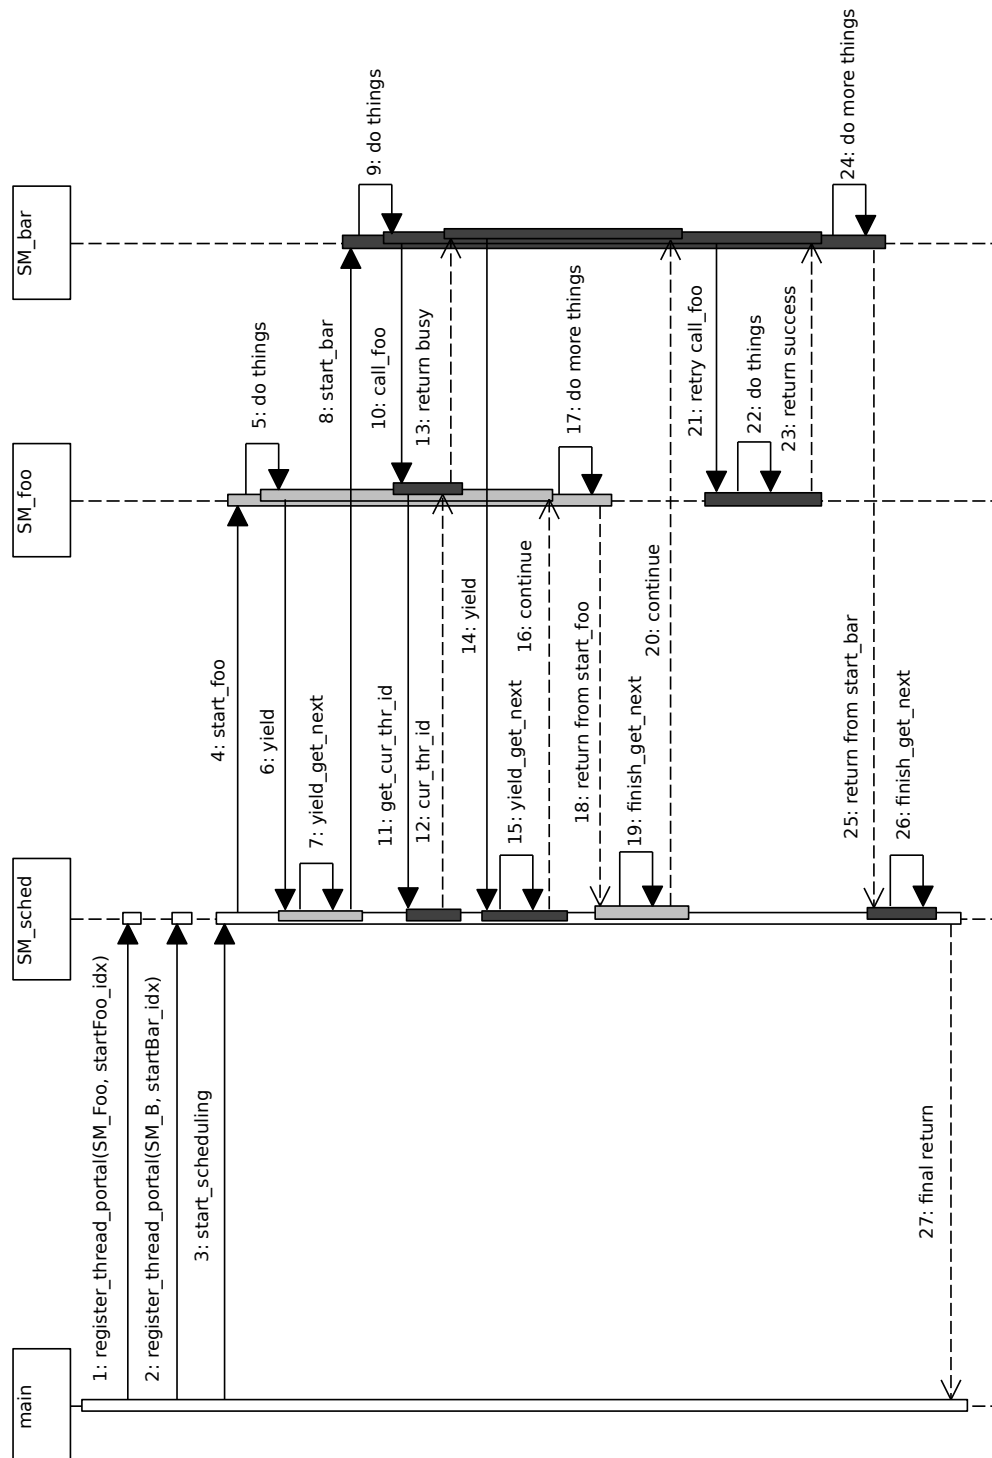 main
SM_sched
SM_foo
SM_bar
1: register_thread_portal(SM_Foo, startFoo_idx)
2: register_thread_portal(SM_B, startBar_idx)
3: start_scheduling
4: start_foo
5: do things
6: yield
7: yield_get_next
8: start_bar
9: do things
10: call_foo
11: get_cur_thr_id
12: cur_thr_id
13: return busy
14: yield
15: yield_get_next
16: continue
17: do more things
18: return from start_foo
19: finish_get_next
20: continue
21: retry call_foo
22: do things
23: return success
24: do more things
25: return from start_bar
26: finish_get_next
27: final return